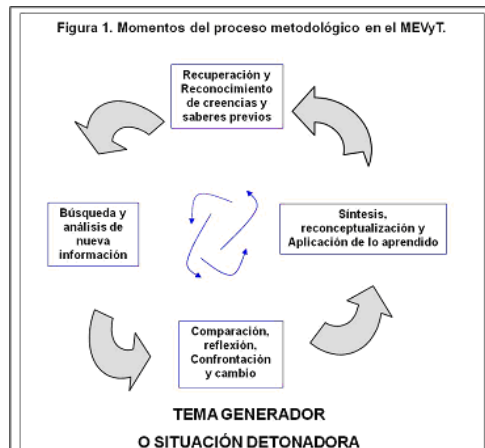 Figura 1. Momentos del proceso metodológico en el MEVyT.
Recuperación y
Reconocimiento
de creencias y
saberes previos
Búsqueda y
análisis de
nueva
información
Síntesis,
reconceptualización y
Aplicación de lo aprendido
Comparación,
reflexión,
Confrontación
y cambio
TEMA GENERADOR
O SITUACIÓN DETONADORA